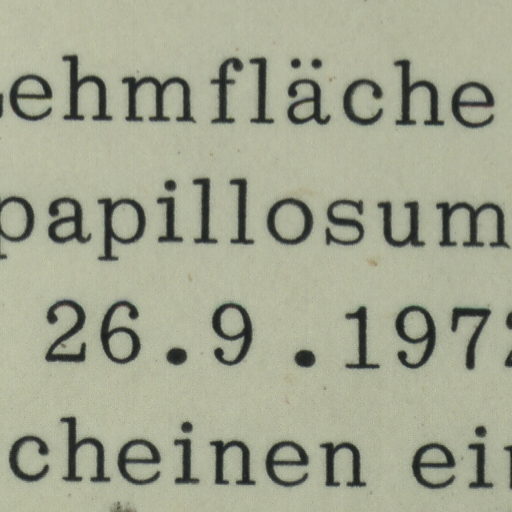 ehmfläche
papillosum
26.9.197
cheinen ei